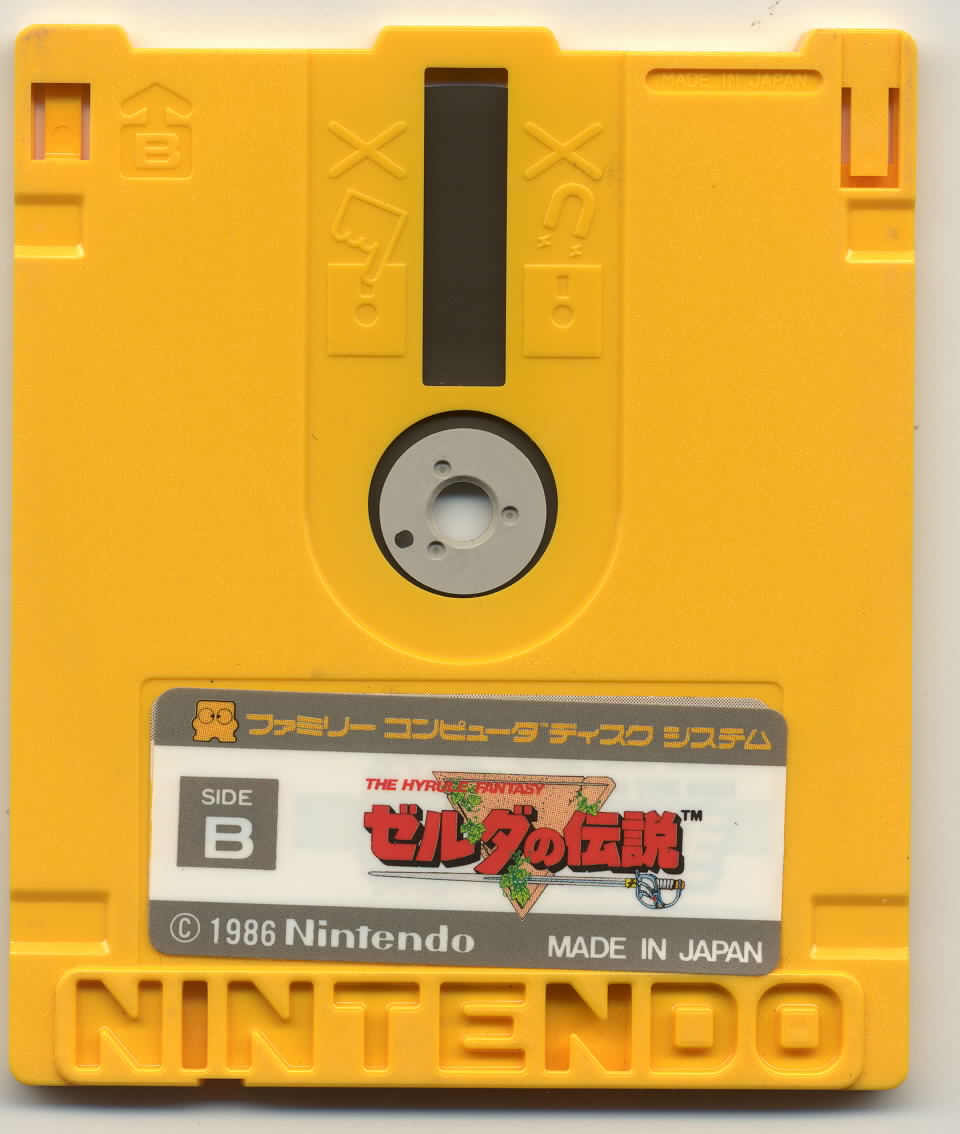 MADE IN JAPAN
B
ファミリー コンピュータ ディスク システム
SIDE
B
THE HYRULE FANTASY
ゼルダの伝説™
© 1986 Nintendo
MADE IN JAPAN
NINTENDO